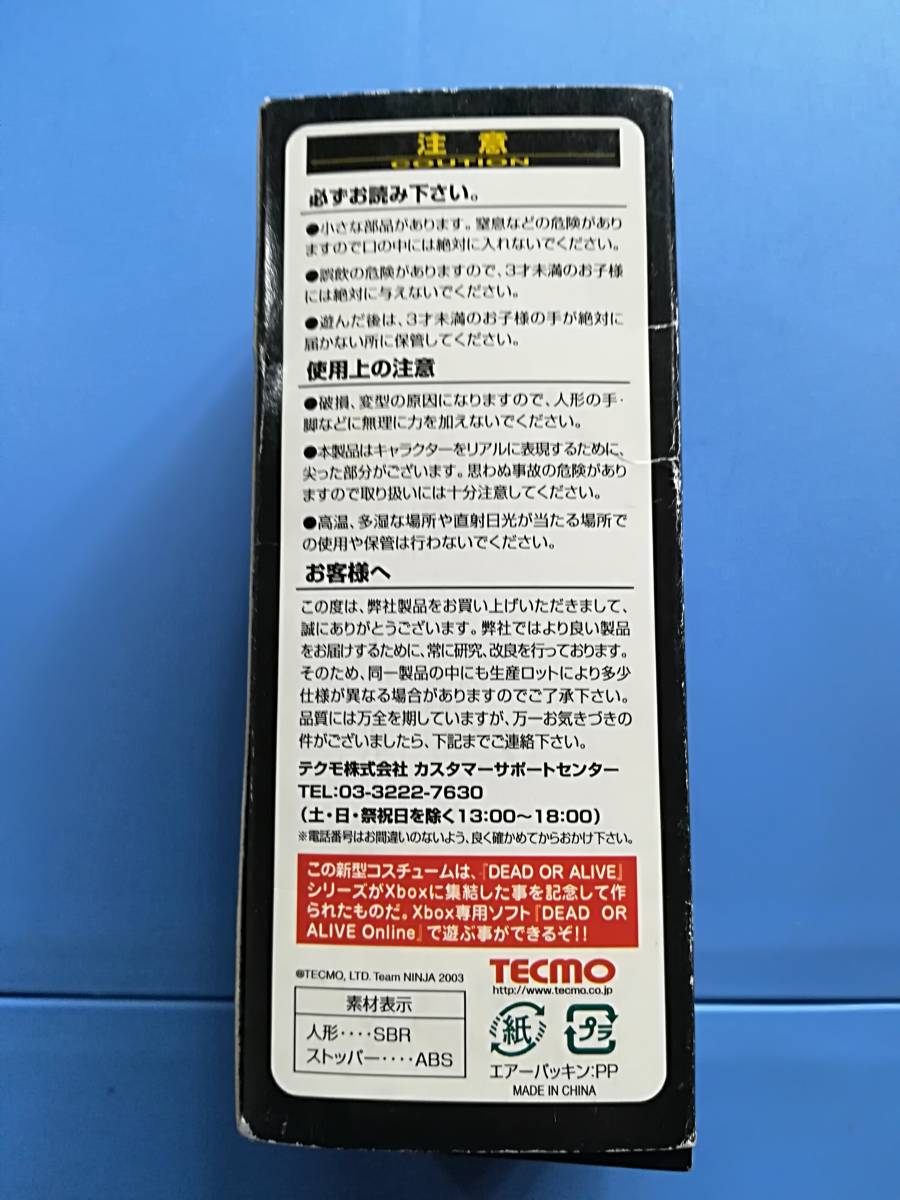 注意
COUTION
必ずお読み下さい。
●小さな部品があります。窒息などの危険があり
ますので口の中には絶対に入れないでください。
●誤飲の危険がありますので、3才未満のお子様
には絶対に与えないでください。
●遊んだ後は、3才未満のお子様の手が絶対に
届かない所に保管してください。
使用上の注意
●破損、変型の原因になりますので、人形の手・
脚などに無理に力を加えないでください。
●本製品はキャラクターをリアルに表現するために、
尖った部分がございます。思わぬ事故の危険があり
ますので取り扱いには十分注意してください。
●高温、多湿な場所や直射日光が当たる場所で
の使用や保管は行わないでください。
お客様へ
この度は、弊社製品をお買い上げいただきまして、
誠にありがとうございます。弊社ではより良い製品
をお届けするために、常に研究、改良を行っております。
そのため、同一製品の中にも生産ロットにより多少
仕様が異なる場合がありますのでご了承下さい。
品質には万全を期していますが、万一お気きづきの
件がございましたら、下記までご連絡下さい。
テクモ株式会社 カスタマーサポートセンター
TEL:03-3222-7630
(土・日・祭祝日を除く13:00～18:00)
※電話番号はお間違いのないよう、良く確かめてからおかけ下さい。
この新型コスチュームは、『DEAD OR ALIVE』
シリーズがXboxに集結した事を記念して作
られたものだ。Xbox専用ソフト『DEAD OR
ALIVE Online』で遊ぶ事ができるぞ!!
©TECMO, LTD. Team NINJA 2003
素材表示
人形‥‥SBR
ストッパー‥‥ABS
TECMO
http://www.tecmo.co.jp
紙
プラ
エアーパッキン:PP
MADE IN CHINA